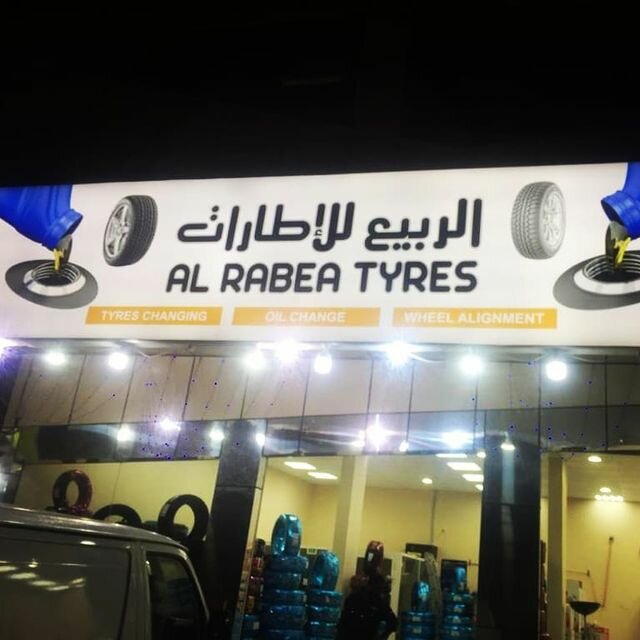 الربيع للإطارات
AL RABEA TYRES
TYRES CHANGING
OIL CHANGE
WHEEL ALIGNMENT